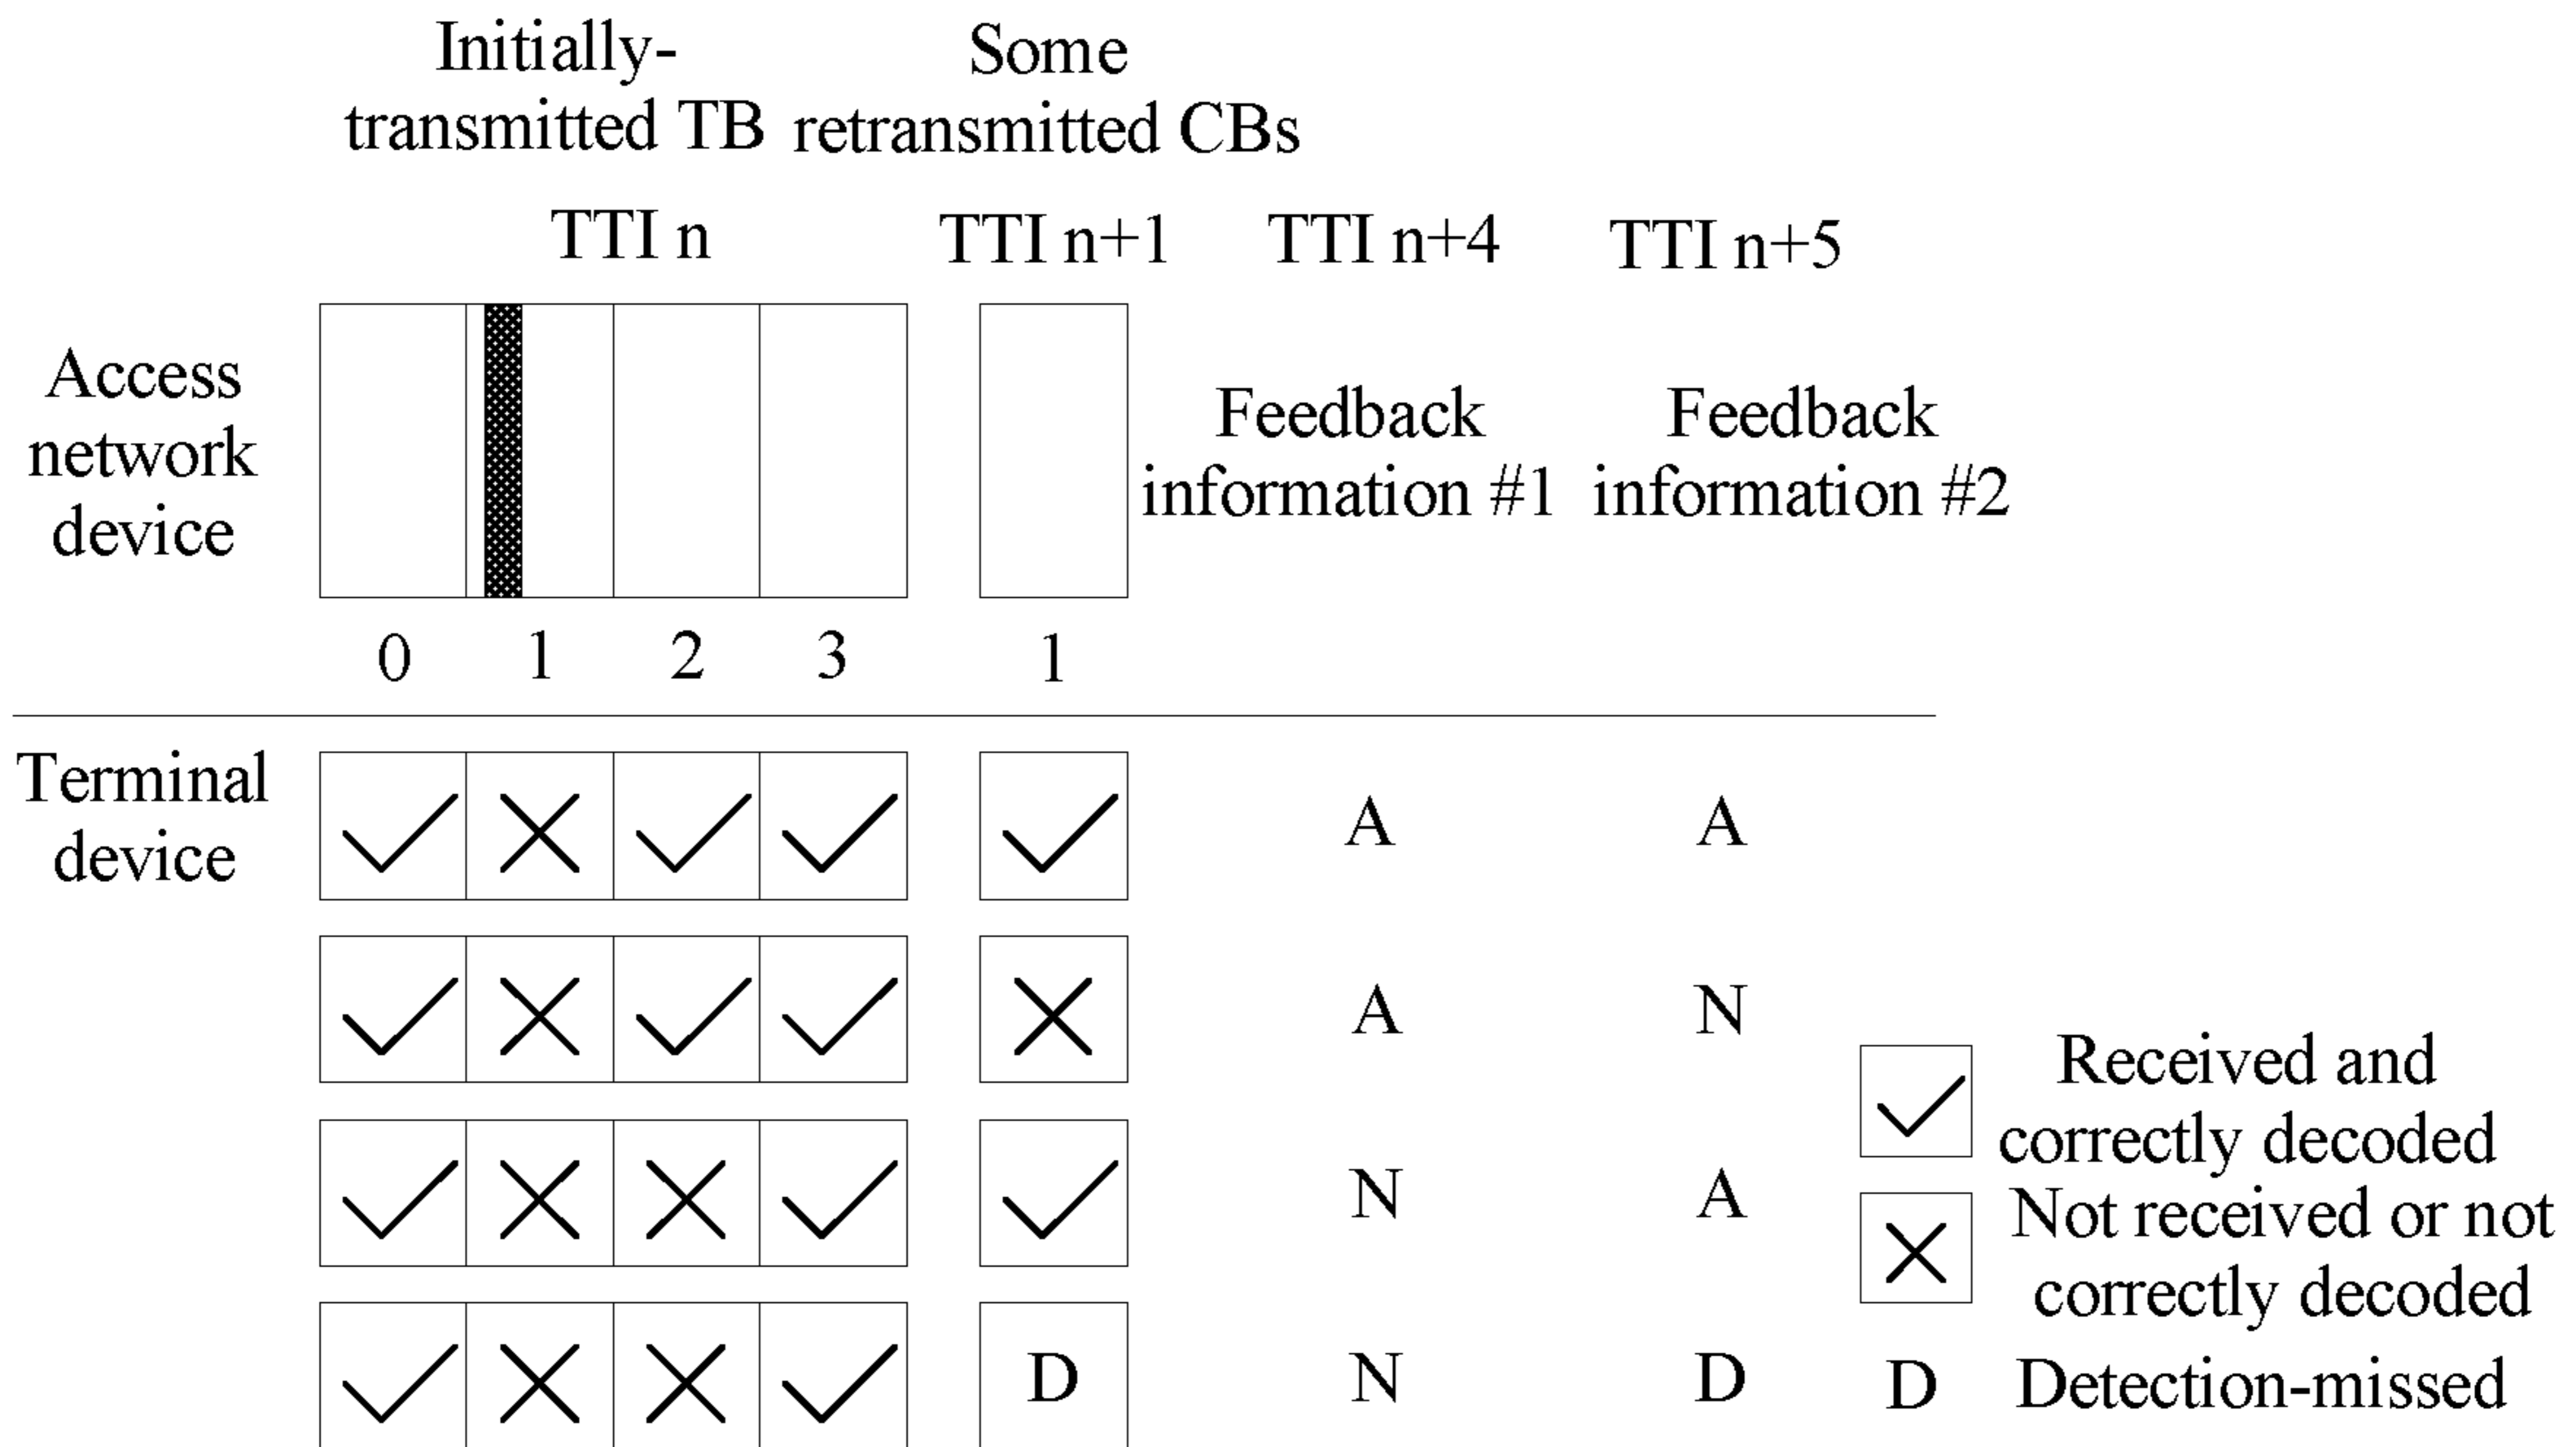 Initially-
transmitted TB
Some
retransmitted CBs
TTI n
TTI n+1
TTI n+4
TTI n+5
Access
network
device
Feedback
information #1
Feedback
information #2
0 1 2 3 1
Terminal
device
A A
A N
N A
D N D
Received and
correctly decoded
Not received or not
correctly decoded
D Detection-missed